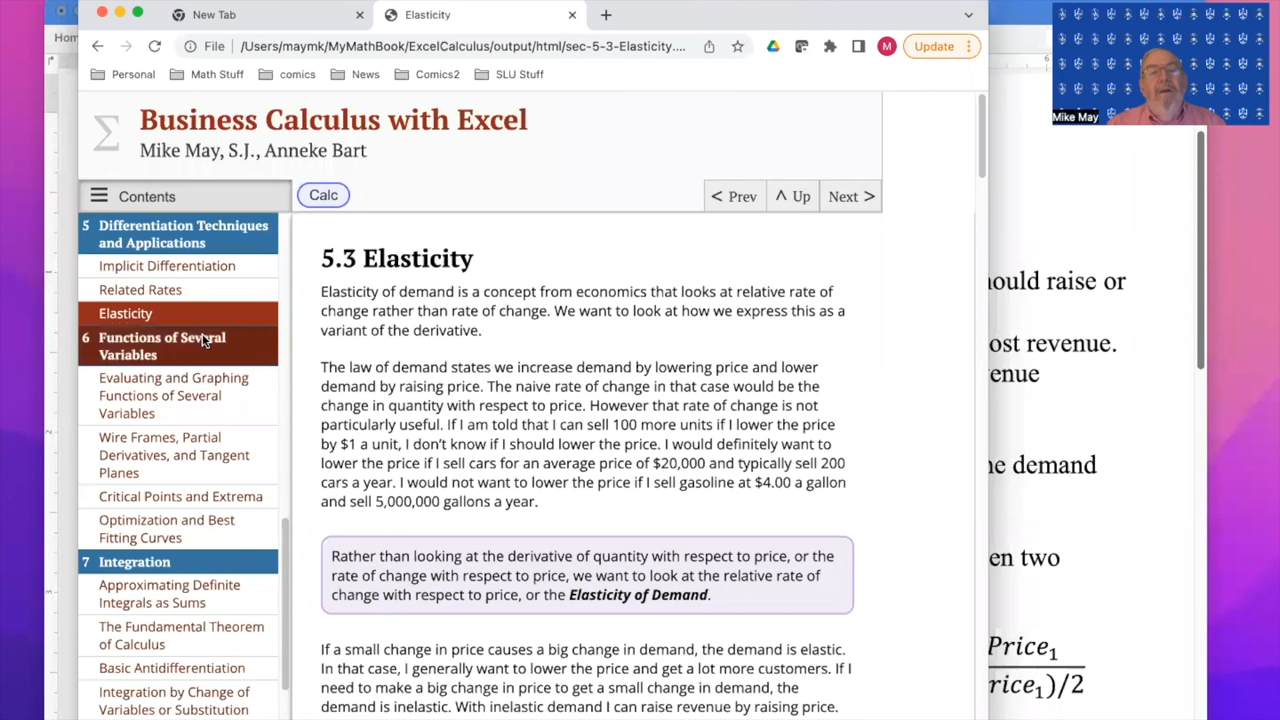 New Tab
Elasticity
Hom
File
/Users/maymk/MyMathBook/ExcelCalculus/output/html/sec-5-3-Elasticity....
M
Update
Personal
Math Stuff
comics
News
Comics2
SLU Stuff
Mike May
Σ
Business Calculus with Excel
Mike May, S.J., Anneke Bart
Contents
Calc
< Prev
^ Up
Next >
5 Differentiation Techniques
and Applications
Implicit Differentiation
Related Rates
Elasticity
6 Functions of Several
Variables
Evaluating and Graphing
Functions of Several
Variables
Wire Frames, Partial
Derivatives, and Tangent
Planes
Critical Points and Extrema
Optimization and Best
Fitting Curves
7 Integration
Approximating Definite
Integrals as Sums
The Fundamental Theorem
of Calculus
Basic Antidifferentiation
Integration by Change of
Variables or Substitution
5.3 Elasticity
Elasticity of demand is a concept from economics that looks at relative rate of
change rather than rate of change. We want to look at how we express this as a
variant of the derivative.
The law of demand states we increase demand by lowering price and lower
demand by raising price. The naive rate of change in that case would be the
change in quantity with respect to price. However that rate of change is not
particularly useful. If I am told that I can sell 100 more units if I lower the price
by $1 a unit, I don't know if I should lower the price. I would definitely want to
lower the price if I sell cars for an average price of $20,000 and typically sell 200
cars a year. I would not want to lower the price if I sell gasoline at $4.00 a gallon
and sell 5,000,000 gallons a year.
Rather than looking at the derivative of quantity with respect to price, or the
rate of change with respect to price, we want to look at the relative rate of
change with respect to price, or the Elasticity of Demand.
If a small change in price causes a big change in demand, the demand is elastic.
In that case, I generally want to lower the price and get a lot more customers. If I
need to make a big change in price to get a small change in demand, the
demand is inelastic. With inelastic demand I can raise revenue by raising price.
ould raise or
ost revenue.
enue
ne demand
en two
Price₁
rice₁)/2